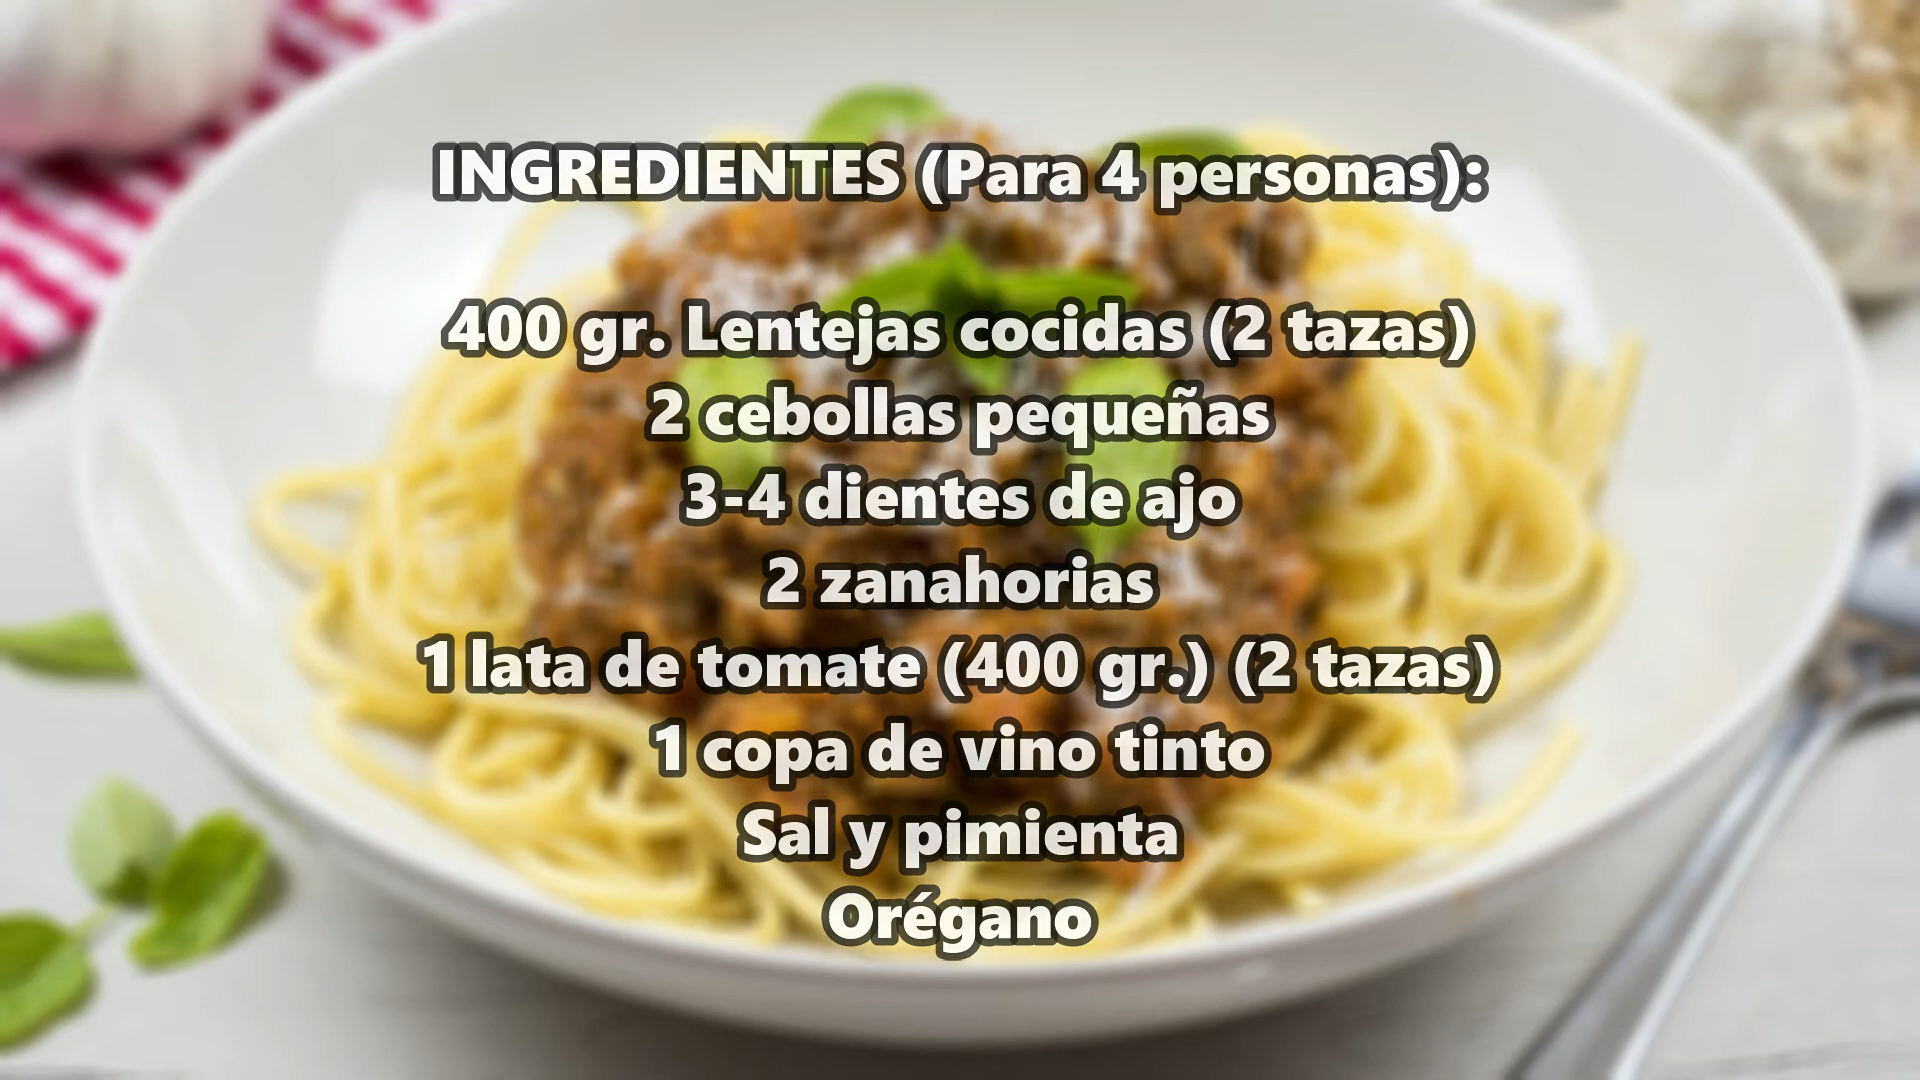 INGREDIENTES (Para 4 personas):
400 gr. Lentejas cocidas (2 tazas)
2 cebollas pequeñas
3-4 dientes de ajo
2 zanahorias
1 lata de tomate (400 gr.) (2 tazas)
1 copa de vino tinto
Sal y pimienta
Orégano